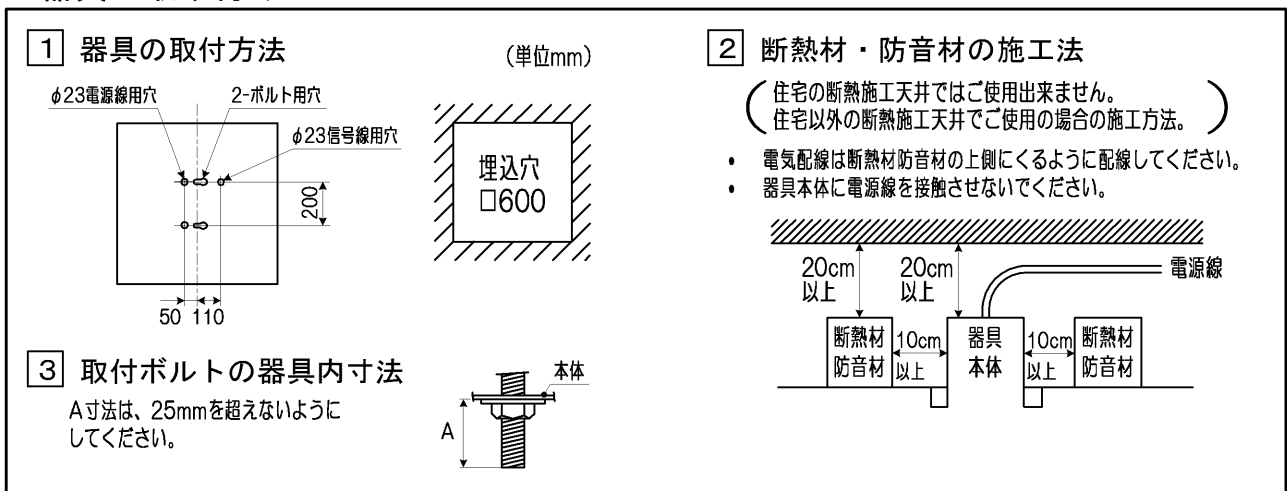 1 器具の取付方法
(単位mm)
φ23電源線用穴
2-ボルト用穴
φ23信号線用穴
200
50
110
埋込穴
□600
2 断熱材・防音材の施工法
(住宅の断熱施工天井ではご使用出来ません。
住宅以外の断熱施工天井でご使用の場合の施工方法。)
・ 電気配線は断熱材防音材の上側にくるように配線してください。
・ 器具本体に電源線を接触させないでください。
20cm
以上
20cm
以上
電源線
断熱材
防音材
10cm
以上
器具
本体
10cm
以上
断熱材
防音材
3 取付ボルトの器具内寸法
A寸法は、25mmを超えないように
してください。
本体
A